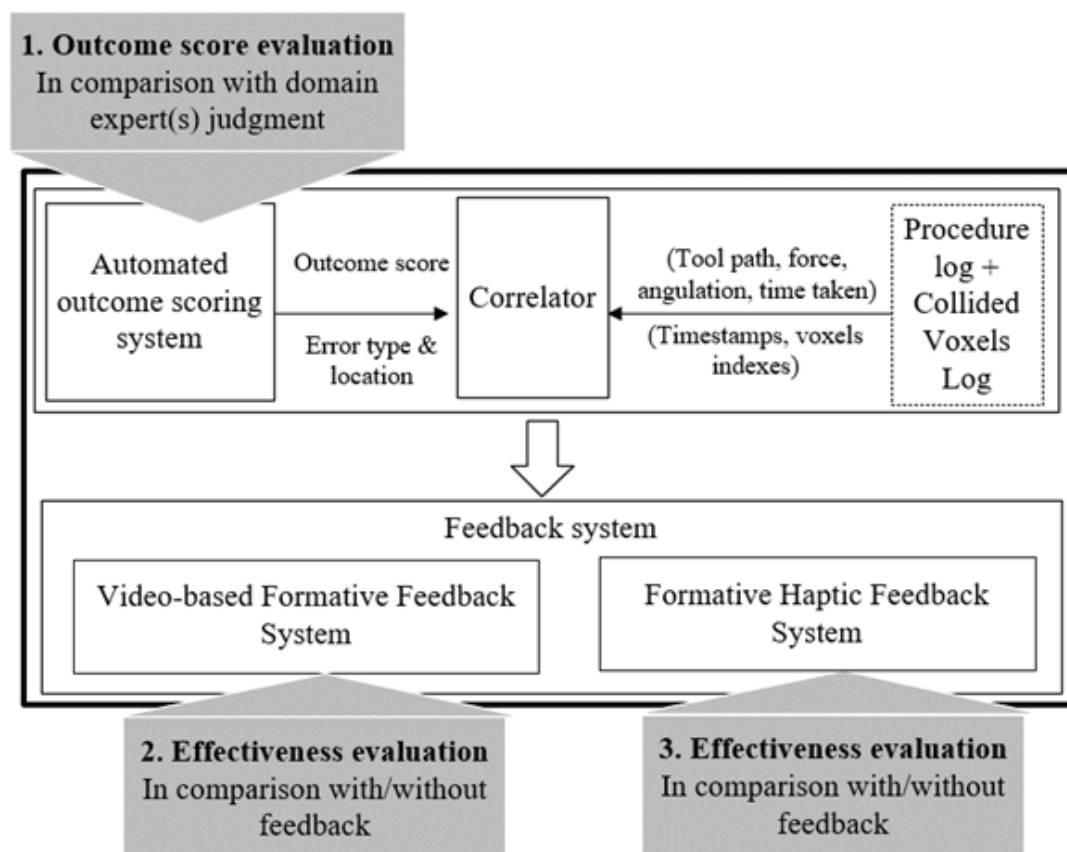 1. Outcome score evaluation
In comparison with domain
expert(s) judgment
Automated
outcome scoring
system
Outcome score
Error type &
location
Correlator
(Tool path, force,
angulation, time taken)
(Timestamps, voxels
indexes)
Procedure
log +
Collided
Voxels
Log
Feedback system
Video-based Formative Feedback
System
Formative Haptic Feedback
System
2. Effectiveness evaluation
In comparison with/without
feedback
3. Effectiveness evaluation
In comparison with/without
feedback